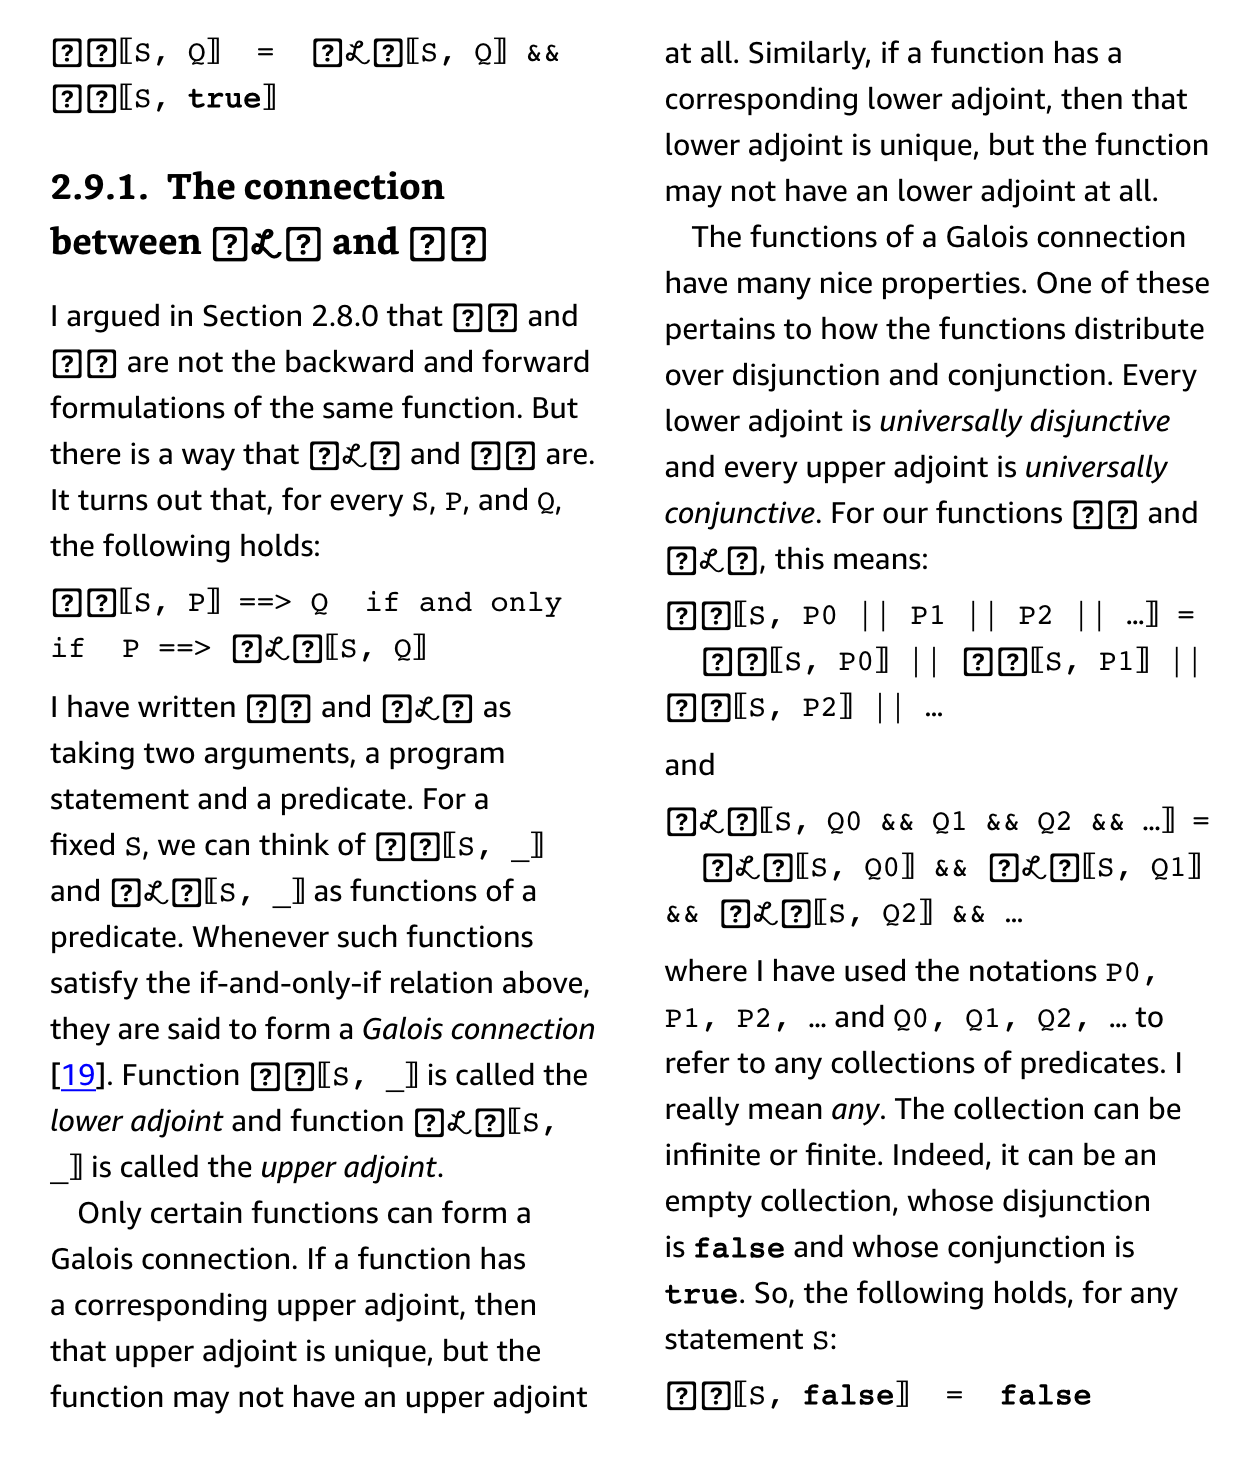 ⍰⍰⟦S, Q⟧ = ⍰ℒ⍰⟦S, Q⟧ &&
⍰⍰⟦S, true⟧
2.9.1. The connection
between ⍰ℒ⍰ and ⍰⍰
I argued in Section 2.8.0 that ⍰⍰ and
⍰⍰ are not the backward and forward
formulations of the same function. But
there is a way that ⍰ℒ⍰ and ⍰⍰ are.
It turns out that, for every S, P, and Q,
the following holds:
⍰⍰⟦S, P⟧ ==> Q if and only
if P ==> ⍰ℒ⍰⟦S, Q⟧
I have written ⍰⍰ and ⍰ℒ⍰ as
taking two arguments, a program
statement and a predicate. For a
fixed S, we can think of ⍰⍰⟦S, _⟧
and ⍰ℒ⍰⟦S, _⟧ as functions of a
predicate. Whenever such functions
satisfy the if-and-only-if relation above,
they are said to form a Galois connection
[19]. Function ⍰⍰⟦S, _⟧ is called the
lower adjoint and function ⍰ℒ⍰⟦S,
_⟧ is called the upper adjoint.
Only certain functions can form a
Galois connection. If a function has
a corresponding upper adjoint, then
that upper adjoint is unique, but the
function may not have an upper adjoint
at all. Similarly, if a function has a
corresponding lower adjoint, then that
lower adjoint is unique, but the function
may not have an lower adjoint at all.
The functions of a Galois connection
have many nice properties. One of these
pertains to how the functions distribute
over disjunction and conjunction. Every
lower adjoint is universally disjunctive
and every upper adjoint is universally
conjunctive. For our functions ⍰⍰ and
⍰ℒ⍰, this means:
⍰⍰⟦S, P0 || P1 || P2 || …⟧ =
⍰⍰⟦S, P0⟧ || ⍰⍰⟦S, P1⟧ ||
⍰⍰⟦S, P2⟧ || …
and
⍰ℒ⍰⟦S, Q0 && Q1 && Q2 && …⟧ =
⍰ℒ⍰⟦S, Q0⟧ && ⍰ℒ⍰⟦S, Q1⟧
&& ⍰ℒ⍰⟦S, Q2⟧ && …
where I have used the notations P0,
P1, P2, … and Q0, Q1, Q2, … to
refer to any collections of predicates. I
really mean any. The collection can be
infinite or finite. Indeed, it can be an
empty collection, whose disjunction
is false and whose conjunction is
true. So, the following holds, for any
statement S:
⍰⍰⟦S, false⟧ = false